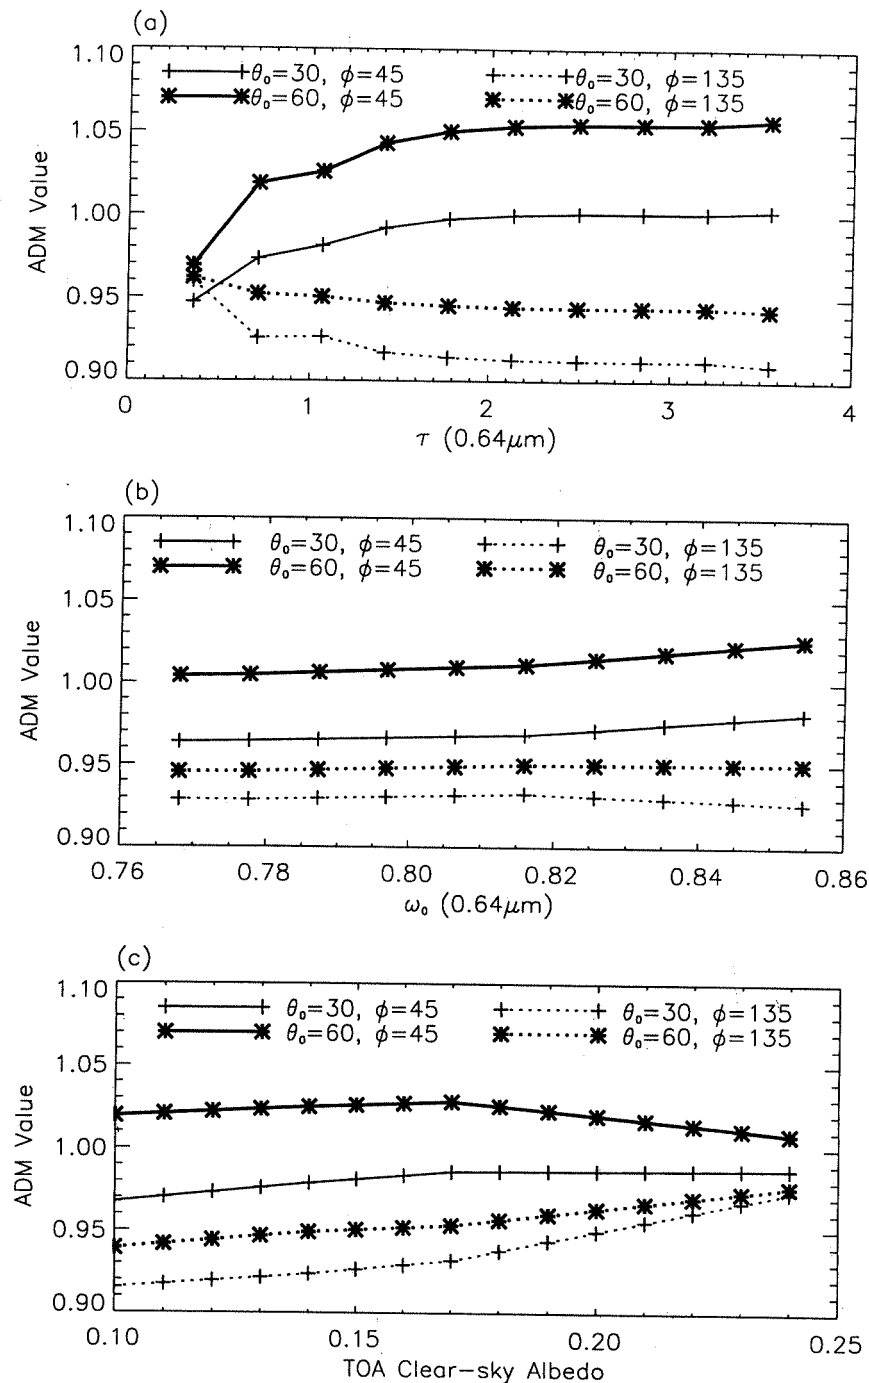 (a)
1.10
θ₀=30, φ=45
θ₀=30, φ=135
θ₀=60, φ=45
θ₀=60, φ=135
1.05
1.00
0.95
0.90
ADM Value
0 1 2 3 4
τ (0.64μm)
(b)
1.10
θ₀=30, φ=45
θ₀=30, φ=135
θ₀=60, φ=45
θ₀=60, φ=135
1.05
1.00
0.95
0.90
ADM Value
0.76 0.78 0.80 0.82 0.84 0.86
ω₀ (0.64μm)
(c)
1.10
θ₀=30, φ=45
θ₀=30, φ=135
θ₀=60, φ=45
θ₀=60, φ=135
1.05
1.00
0.95
0.90
ADM Value
0.10 0.15 0.20 0.25
TOA Clear-sky Albedo